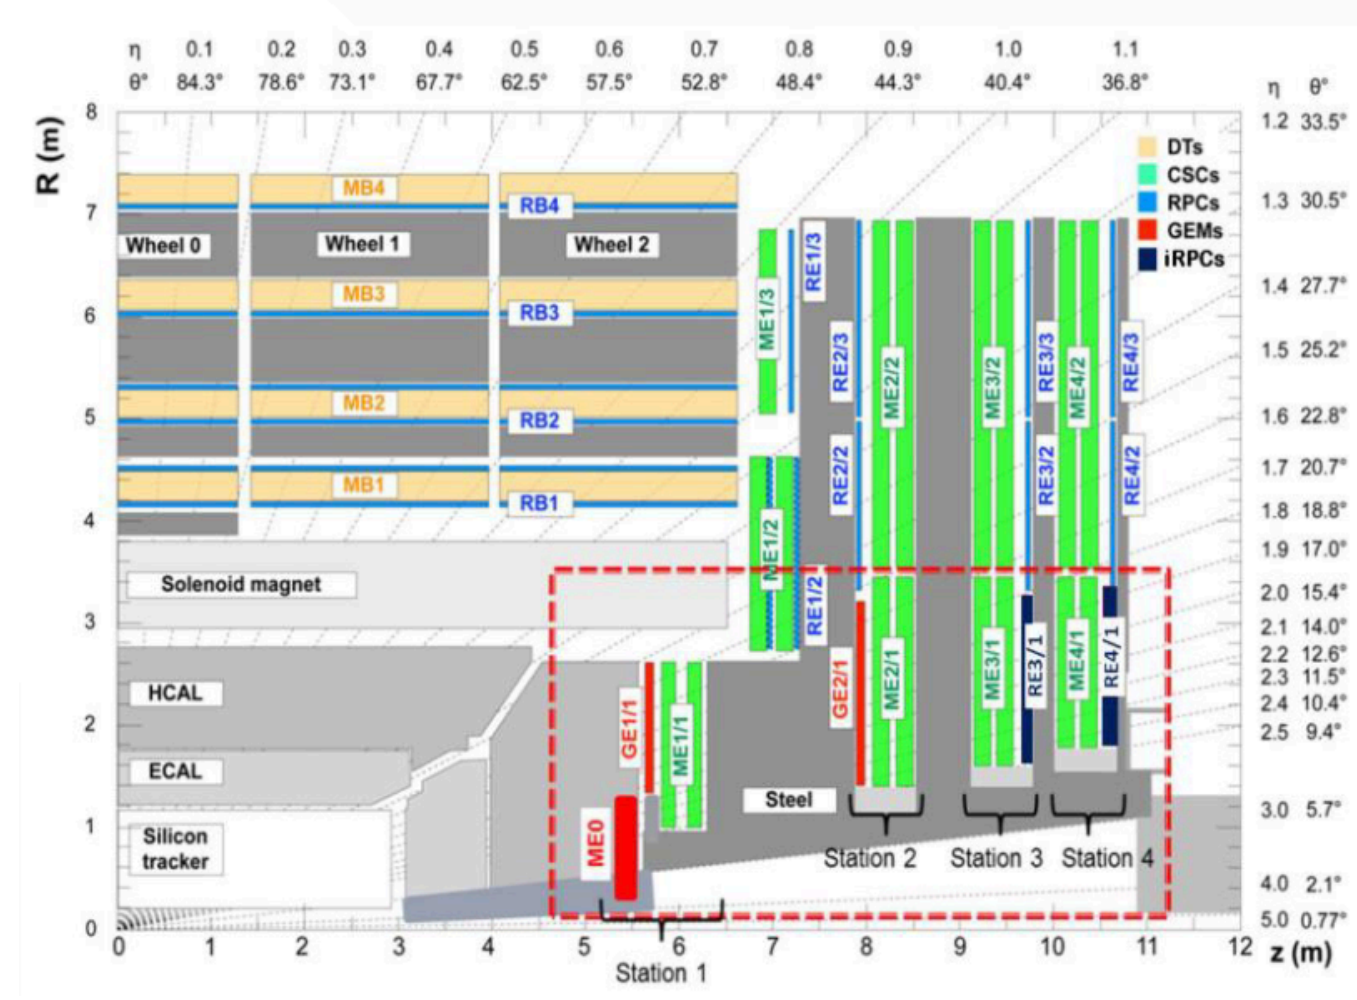 η 0.1 0.2 0.3 0.4 0.5 0.6 0.7 0.8 0.9 1.0 1.1
θ° 84.3° 78.6° 73.1° 67.7° 62.5° 57.5° 52.8° 48.4° 44.3° 40.4° 36.8°
η θ°
R (m)
8
7
6
5
4
3
2
1
0
1.2 33.5°
1.3 30.5°
1.4 27.7°
1.5 25.2°
1.6 22.8°
1.7 20.7°
1.8 18.8°
1.9 17.0°
2.0 15.4°
2.1 14.0°
2.2 12.6°
2.3 11.5°
2.4 10.4°
2.5 9.4°
3.0 5.7°
4.0 2.1°
5.0 0.77°
DTs
CSCs
RPCs
GEMs
iRPCs
MB4
RB4
Wheel 0 Wheel 1 Wheel 2
MB3
RB3
MB2
RB2
MB1
RB1
Solenoid magnet
HCAL
ECAL
Silicon
tracker
ME1/3
RE1/3
ME1/2
RE1/2
RE2/3
RE2/2
ME2/2
ME3/2
RE3/3
RE3/2
ME4/2
RE4/3
RE4/2
GE1/1
ME1/1
ME0
GE2/1
ME2/1
ME3/1
RE3/1
ME4/1
RE4/1
Steel
Station 2 Station 3 Station 4
0 1 2 3 4 5 6 7 8 9 10 11 12
z (m)
Station 1